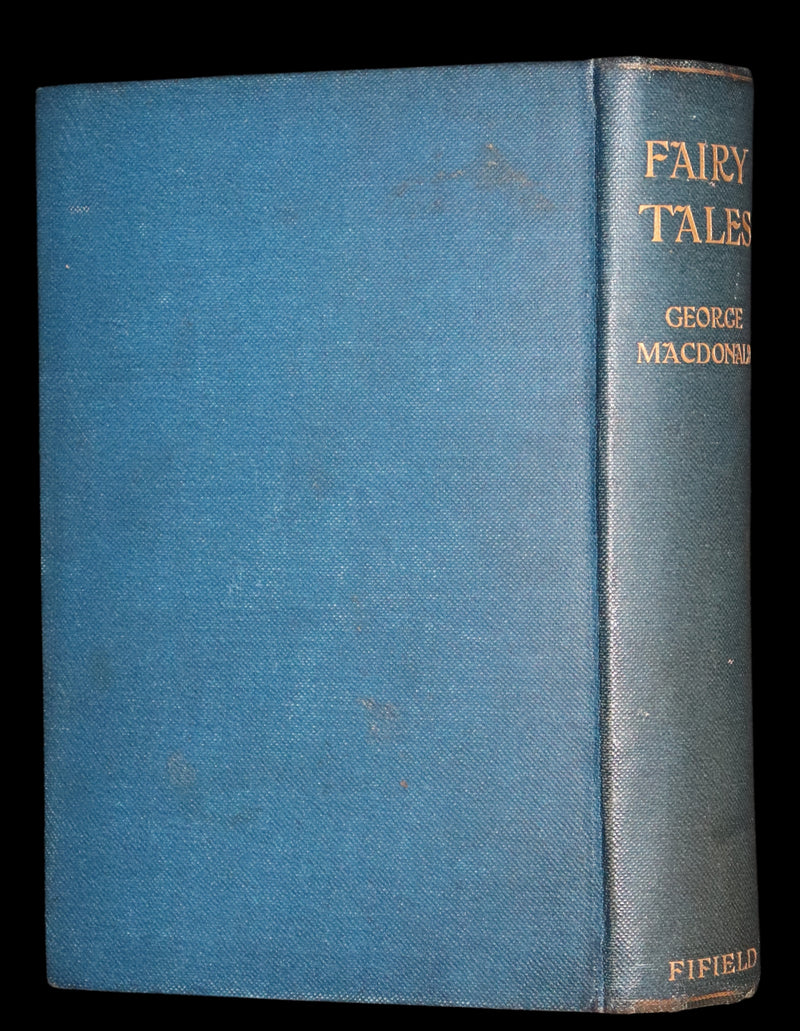 FAIRY
TALES
GEORGE
MACDONALD
FIFIELD